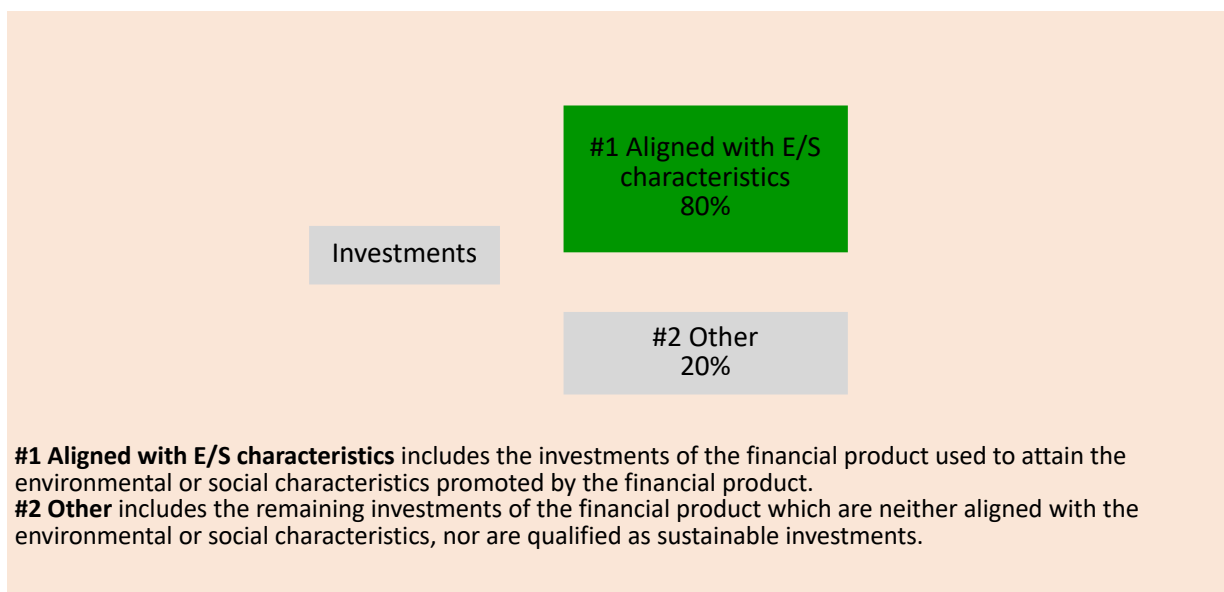 #1 Aligned with E/S
characteristics
80%
Investments
#2 Other
20%
#1 Aligned with E/S characteristics includes the investments of the financial product used to attain the
environmental or social characteristics promoted by the financial product.
#2 Other includes the remaining investments of the financial product which are neither aligned with the
environmental or social characteristics, nor are qualified as sustainable investments.